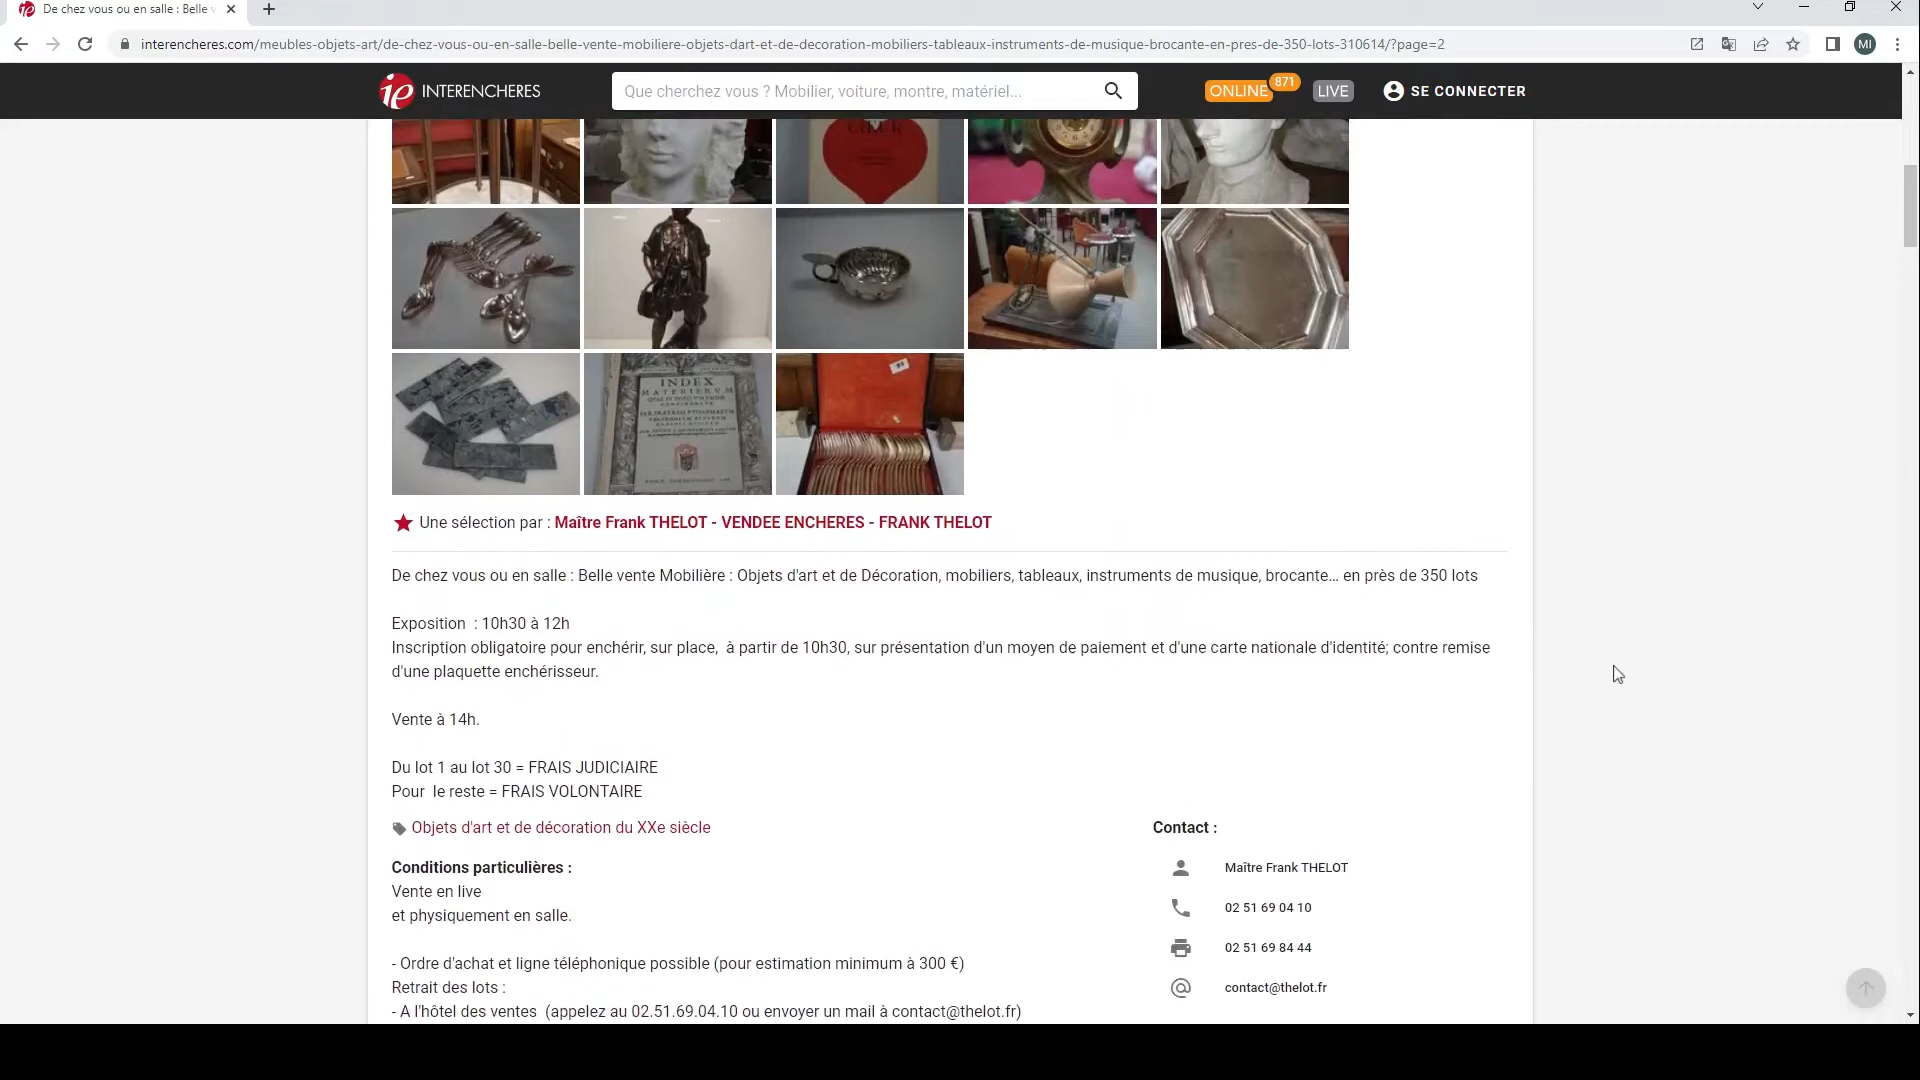 De chez vous ou en salle : Belle v
interencheres.com/meubles-objets-art/de-chez-vous-ou-en-salle-belle-vente-mobiliere-objets-dart-et-de-decoration-mobiliers-tableaux-instruments-de-musique-brocante-en-pres-de-350-lots-310614/?page=2
MI
ie INTERENCHERES
Que cherchez vous ? Mobilier, voiture, montre, matériel...
ONLINE 871
LIVE
SE CONNECTER
INDEX
Une sélection par : Maître Frank THELOT - VENDEE ENCHERES - FRANK THELOT
De chez vous ou en salle : Belle vente Mobilière : Objets d'art et de Décoration, mobiliers, tableaux, instruments de musique, brocante… en près de 350 lots
Exposition : 10h30 à 12h
Inscription obligatoire pour enchérir, sur place, à partir de 10h30, sur présentation d'un moyen de paiement et d'une carte nationale d'identité; contre remise
d'une plaquette enchérisseur.
Vente à 14h.
Du lot 1 au lot 30 = FRAIS JUDICIAIRE
Pour le reste = FRAIS VOLONTAIRE
Objets d'art et de décoration du XXe siècle
Contact :
Conditions particulières :
Maître Frank THELOT
Vente en live
02 51 69 04 10
et physiquement en salle.
02 51 69 84 44
- Ordre d'achat et ligne téléphonique possible (pour estimation minimum à 300 €)
Retrait des lots :
contact@thelot.fr
- A l'hôtel des ventes (appelez au 02.51.69.04.10 ou envoyer un mail à contact@thelot.fr)